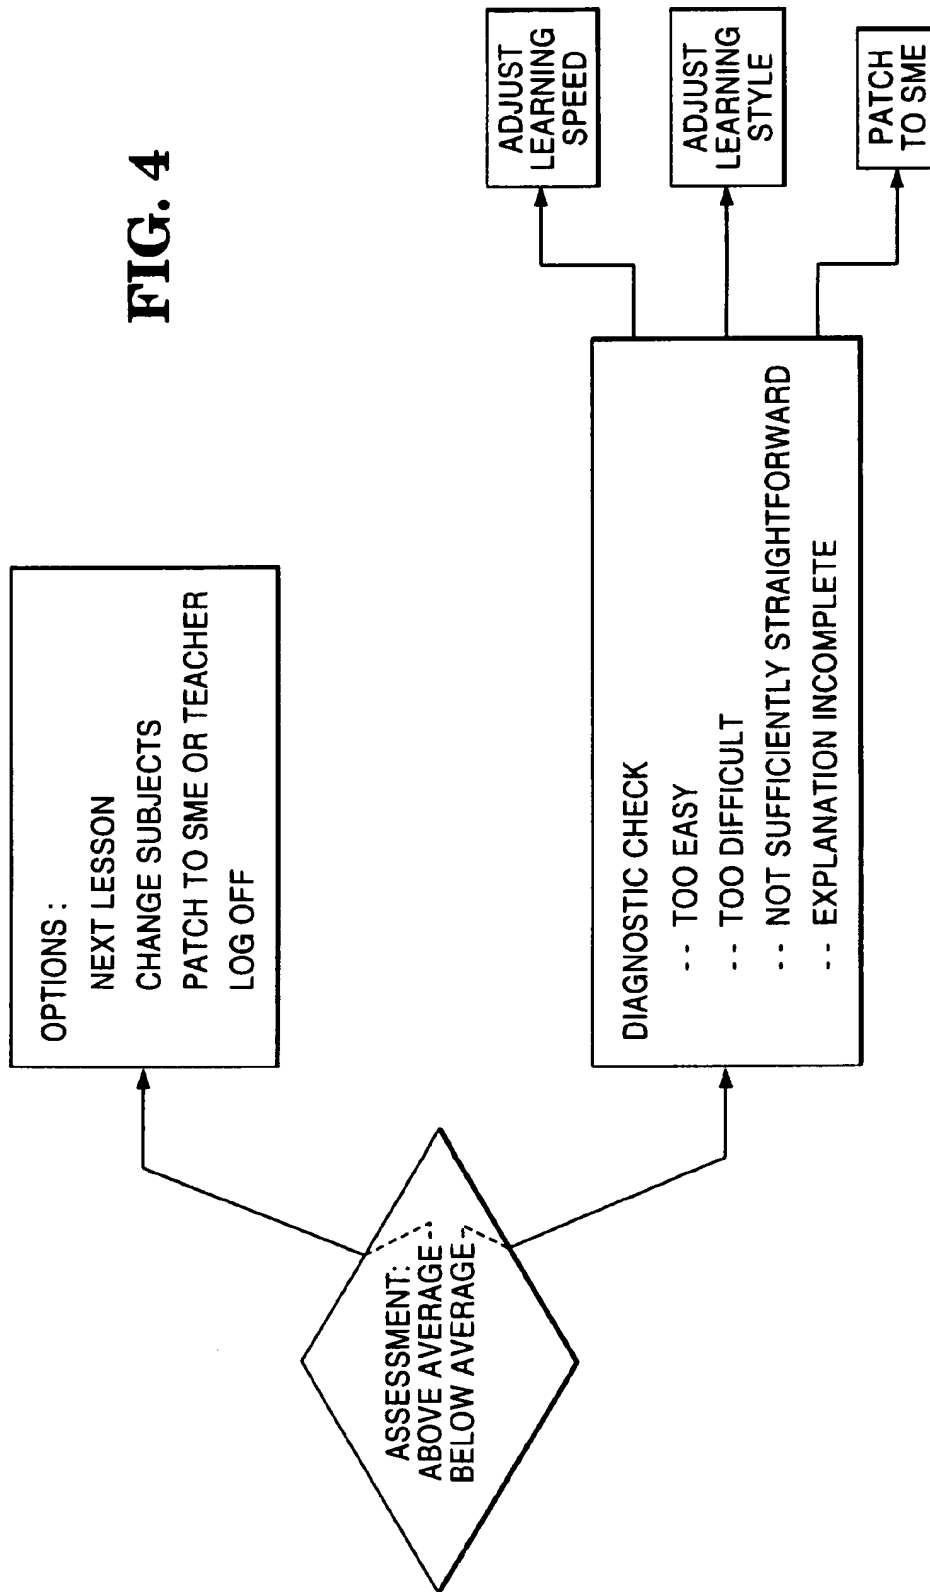 FIG. 4
OPTIONS :
NEXT LESSON
CHANGE SUBJECTS
PATCH TO SME OR TEACHER
LOG OFF
ASSESSMENT:
ABOVE AVERAGE
BELOW AVERAGE
DIAGNOSTIC CHECK
-- TOO EASY
-- TOO DIFFICULT
-- NOT SUFFICIENTLY STRAIGHTFORWARD
-- EXPLANATION INCOMPLETE
ADJUST
LEARNING
SPEED
ADJUST
LEARNING
STYLE
PATCH
TO SME